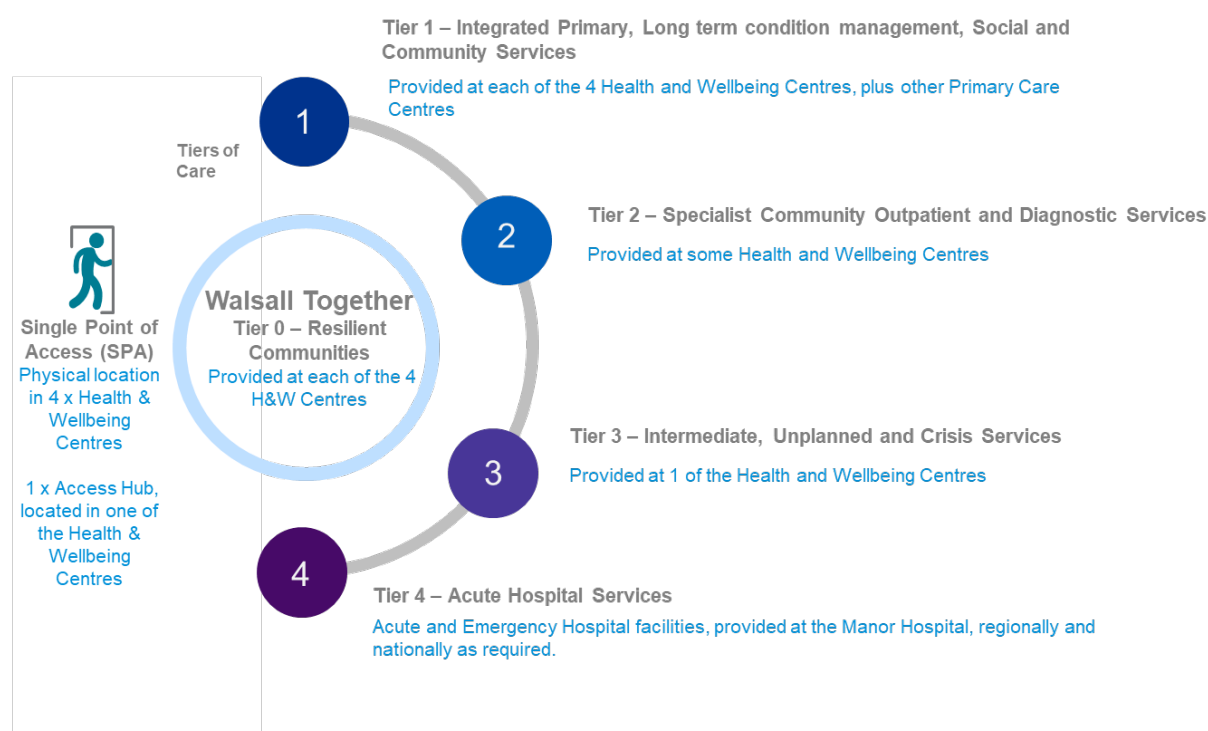 Tier 1 – Integrated Primary, Long term condition management, Social and
Community Services
Provided at each of the 4 Health and Wellbeing Centres, plus other Primary Care
Centres
1
Tiers of
Care
2
Tier 2 – Specialist Community Outpatient and Diagnostic Services
Provided at some Health and Wellbeing Centres
Single Point of
Access (SPA)
Physical location
in 4 x Health &
Wellbeing
Centres
1 x Access Hub,
located in one of
the Health &
Wellbeing
Centres
Walsall Together
Tier 0 – Resilient
Communities
Provided at each of the 4
H&W Centres
3
Tier 3 – Intermediate, Unplanned and Crisis Services
Provided at 1 of the Health and Wellbeing Centres
4
Tier 4 – Acute Hospital Services
Acute and Emergency Hospital facilities, provided at the Manor Hospital, regionally and
nationally as required.